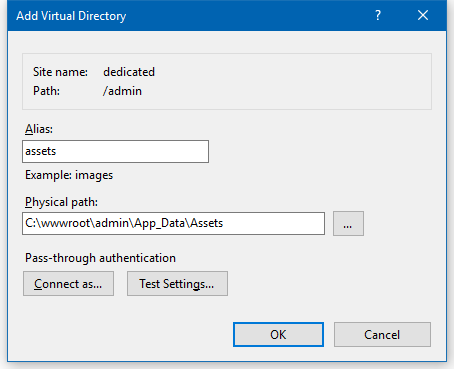 Add Virtual Directory
?
Site name: dedicated
Path: /admin
Alias:
assets
Example: images
Physical path:
C:\wwwroot\admin\App_Data\Assets
...
Pass-through authentication
Connect as... Test Settings...
OK Cancel